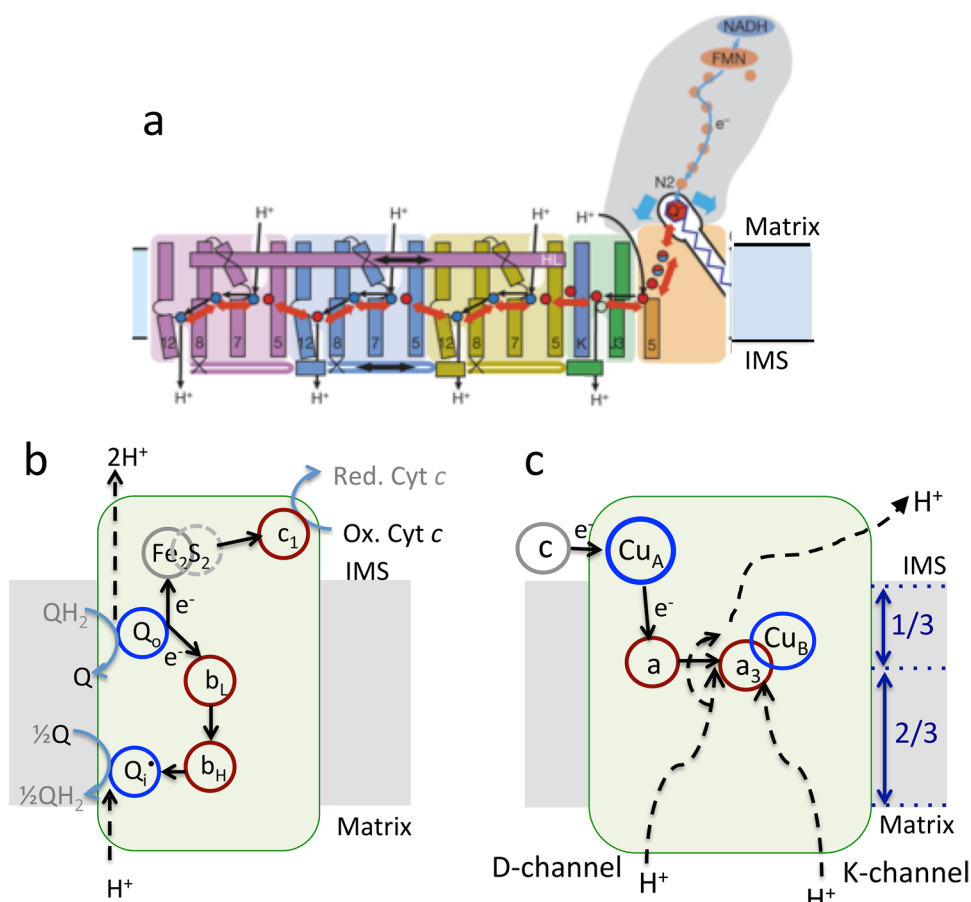 a
NADH
FMN
e⁻
N2
Q
H⁺ H⁺ H⁺ H⁺
Matrix
HL
12 8 7 5 12 8 7 5 12 8 7 5 K J3 5
IMS
H⁺ H⁺ H⁺ H⁺
b
2H⁺
Red. Cyt c
Ox. Cyt c
c₁
Fe₂S₂
IMS
e⁻
QH₂
Qₒ
e⁻
Q
b_L
½Q
Qᵢ•
b_H
½QH₂
Matrix
H⁺
c
H⁺
c
e⁻
Cu_A
IMS
e⁻
1/3
Cu_B
a
a₃
2/3
Matrix
D-channel
H⁺
K-channel
H⁺